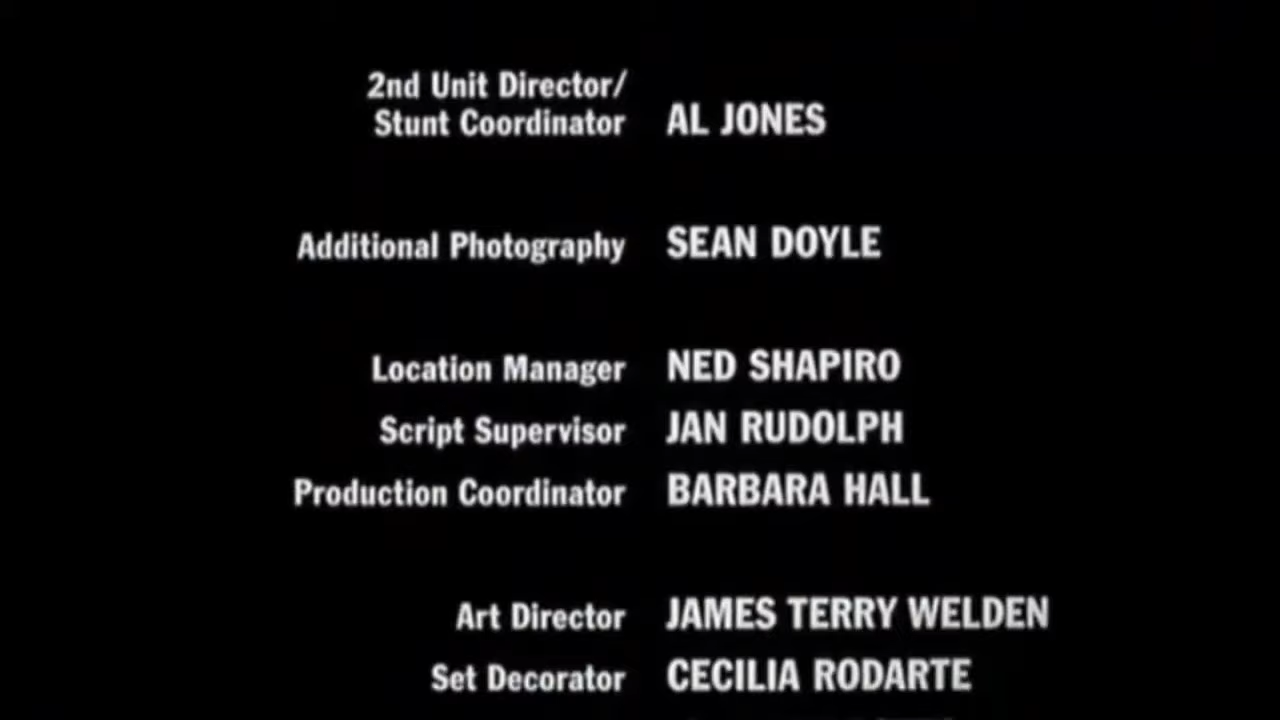 2nd Unit Director/
Stunt Coordinator AL JONES
Additional Photography SEAN DOYLE
Location Manager NED SHAPIRO
Script Supervisor JAN RUDOLPH
Production Coordinator BARBARA HALL
Art Director JAMES TERRY WELDEN
Set Decorator CECILIA RODARTE